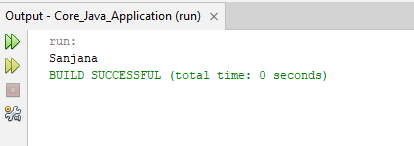 Output - Core_Java_Application (run)
run:
Sanjana
BUILD SUCCESSFUL (total time: 0 seconds)